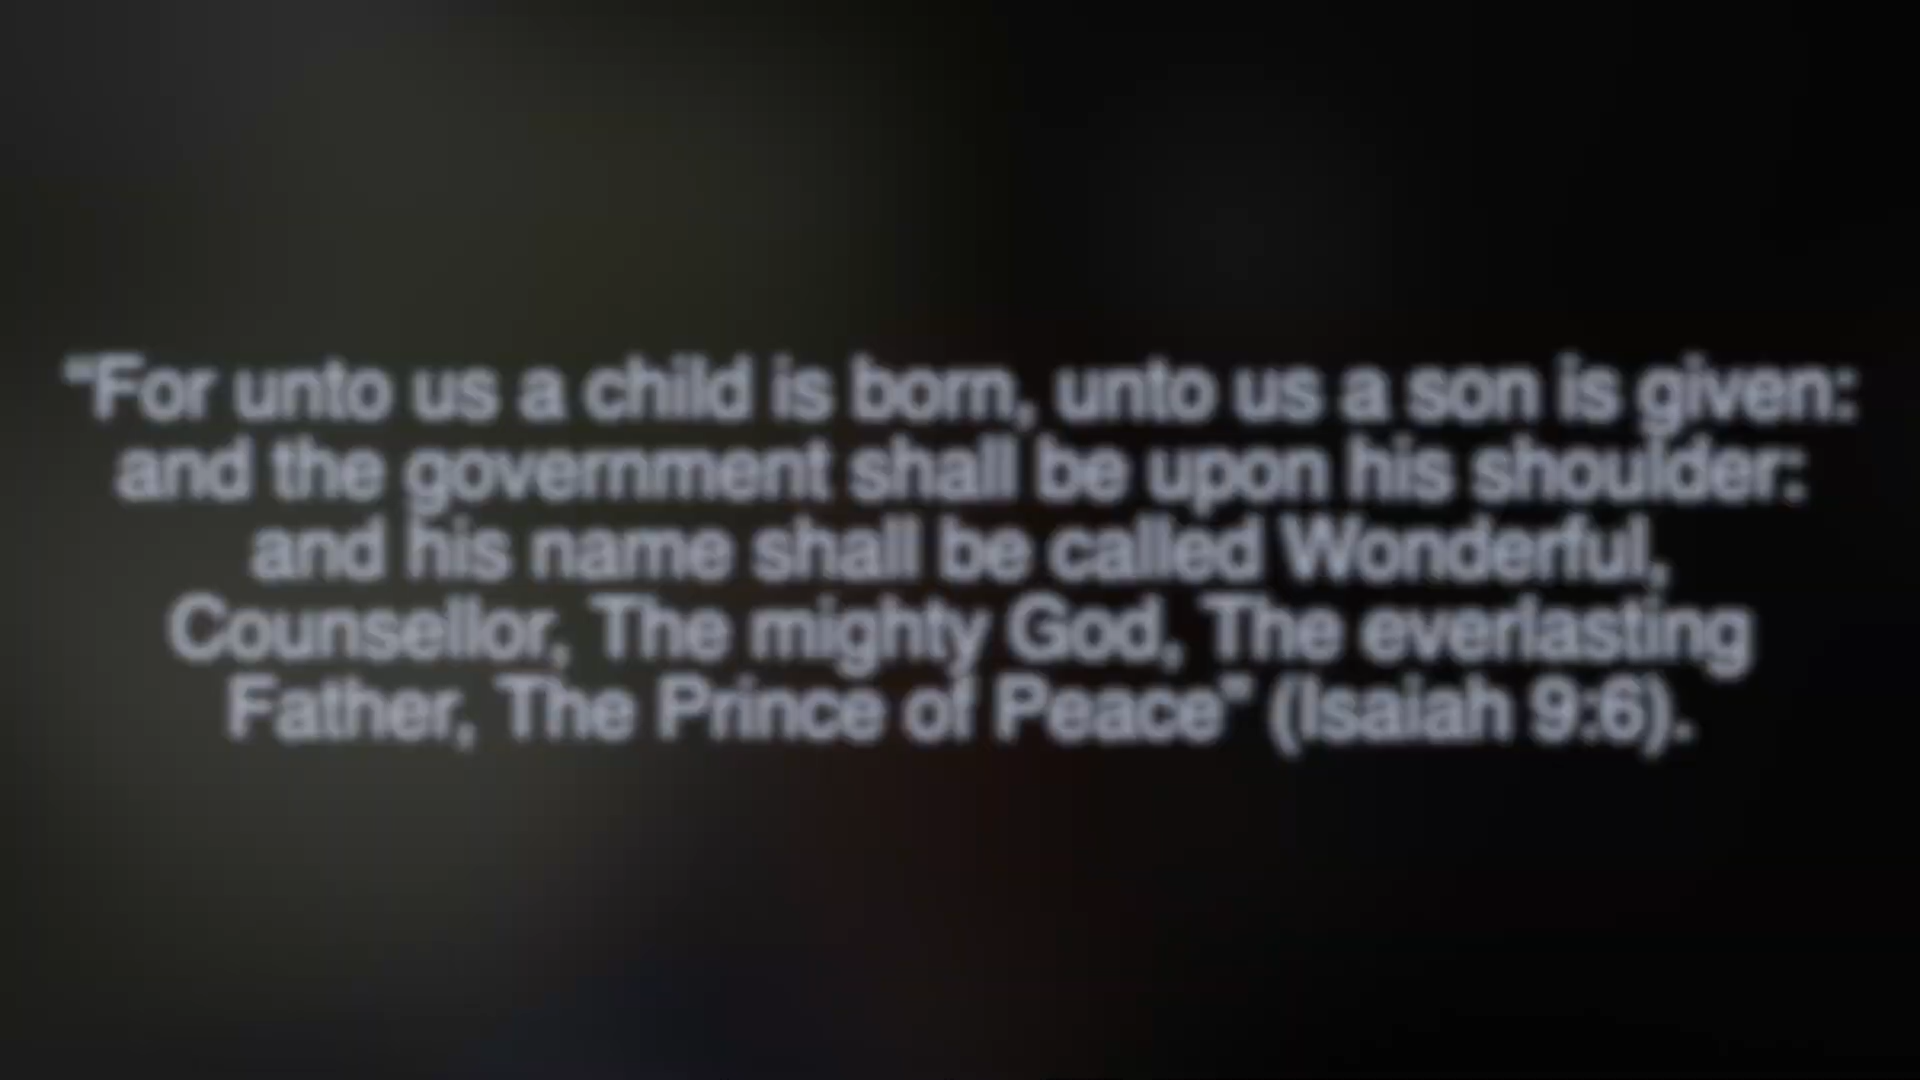 "For unto us a child is born, unto us a son is given:
and the government shall be upon his shoulder:
and his name shall be called Wonderful,
Counsellor, The mighty God, The everlasting
Father, The Prince of Peace" (Isaiah 9:6).